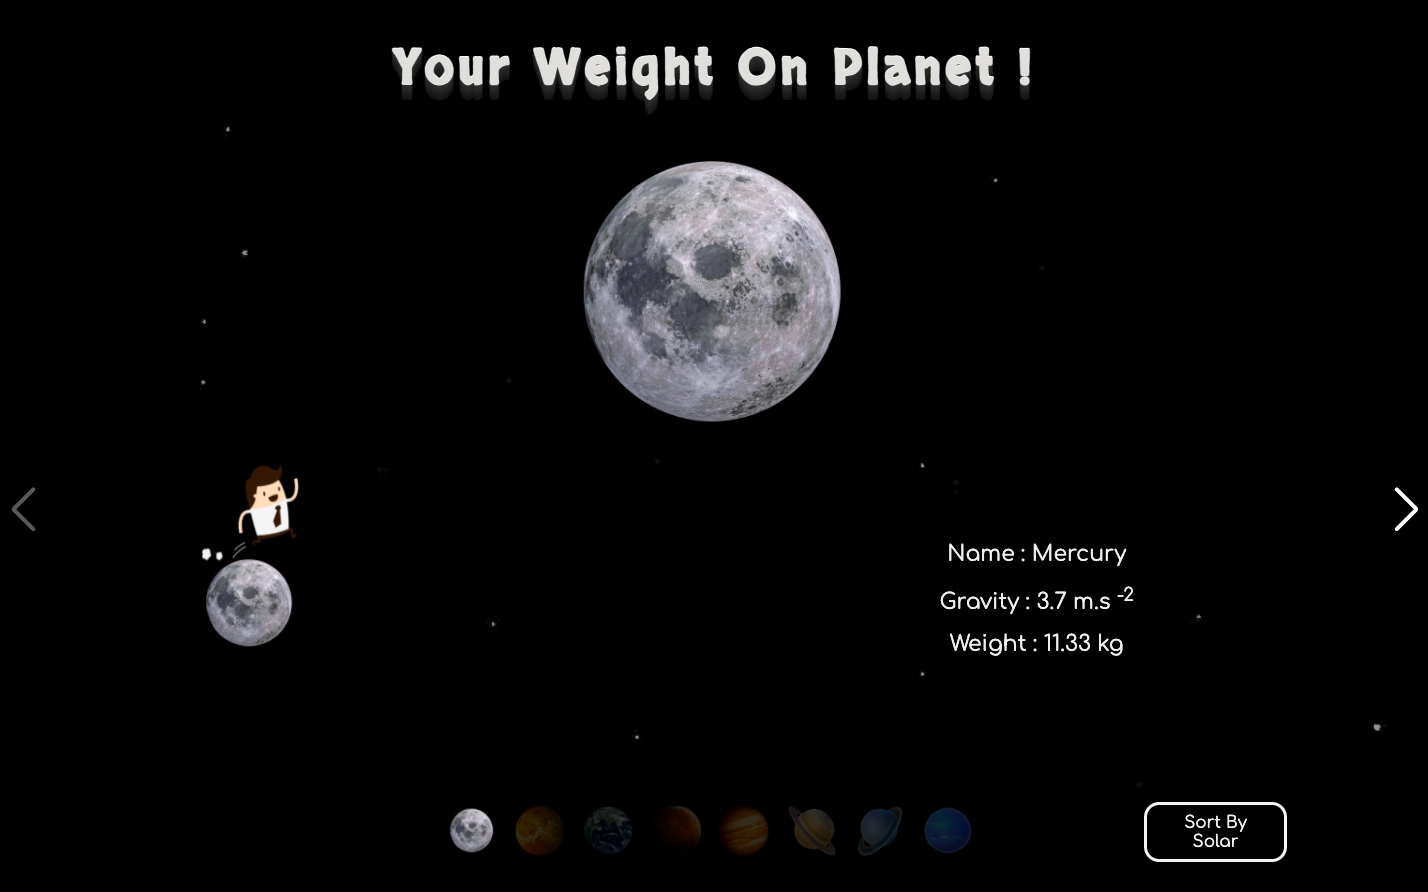 Your Weight On Planet !
Name : Mercury
Gravity : 3.7 m.s -2
Weight : 11.33 kg
Sort By
Solar